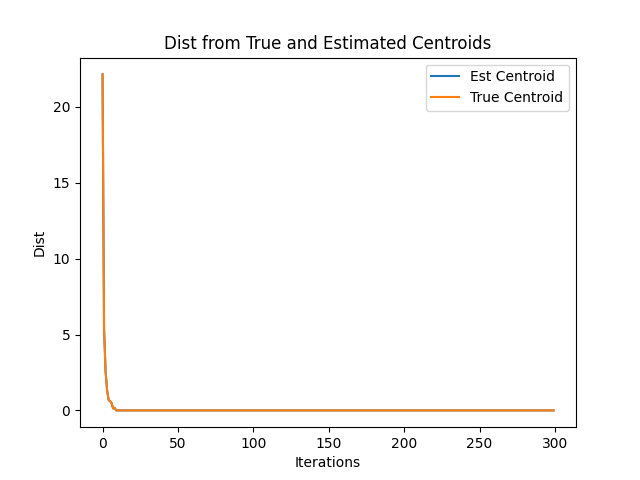 Dist from True and Estimated Centroids
Est Centroid
True Centroid
20
15
10
5
0
Dist
0 50 100 150 200 250 300
Iterations